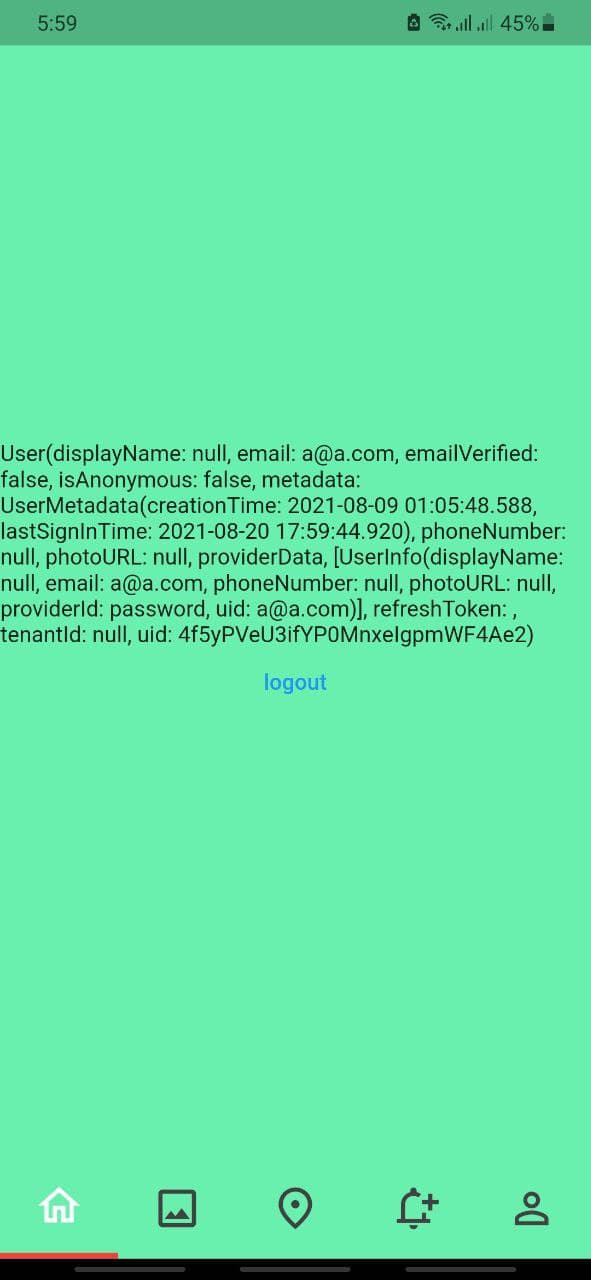 5:59 45%
User(displayName: null, email: a@a.com, emailVerified:
false, isAnonymous: false, metadata:
UserMetadata(creationTime: 2021-08-09 01:05:48.588,
lastSignInTime: 2021-08-20 17:59:44.920), phoneNumber:
null, photoURL: null, providerData, [UserInfo(displayName:
null, email: a@a.com, phoneNumber: null, photoURL: null,
providerId: password, uid: a@a.com)], refreshToken: ,
tenantId: null, uid: 4f5yPVeU3ifYP0MnxeIgpmWF4Ae2)
logout